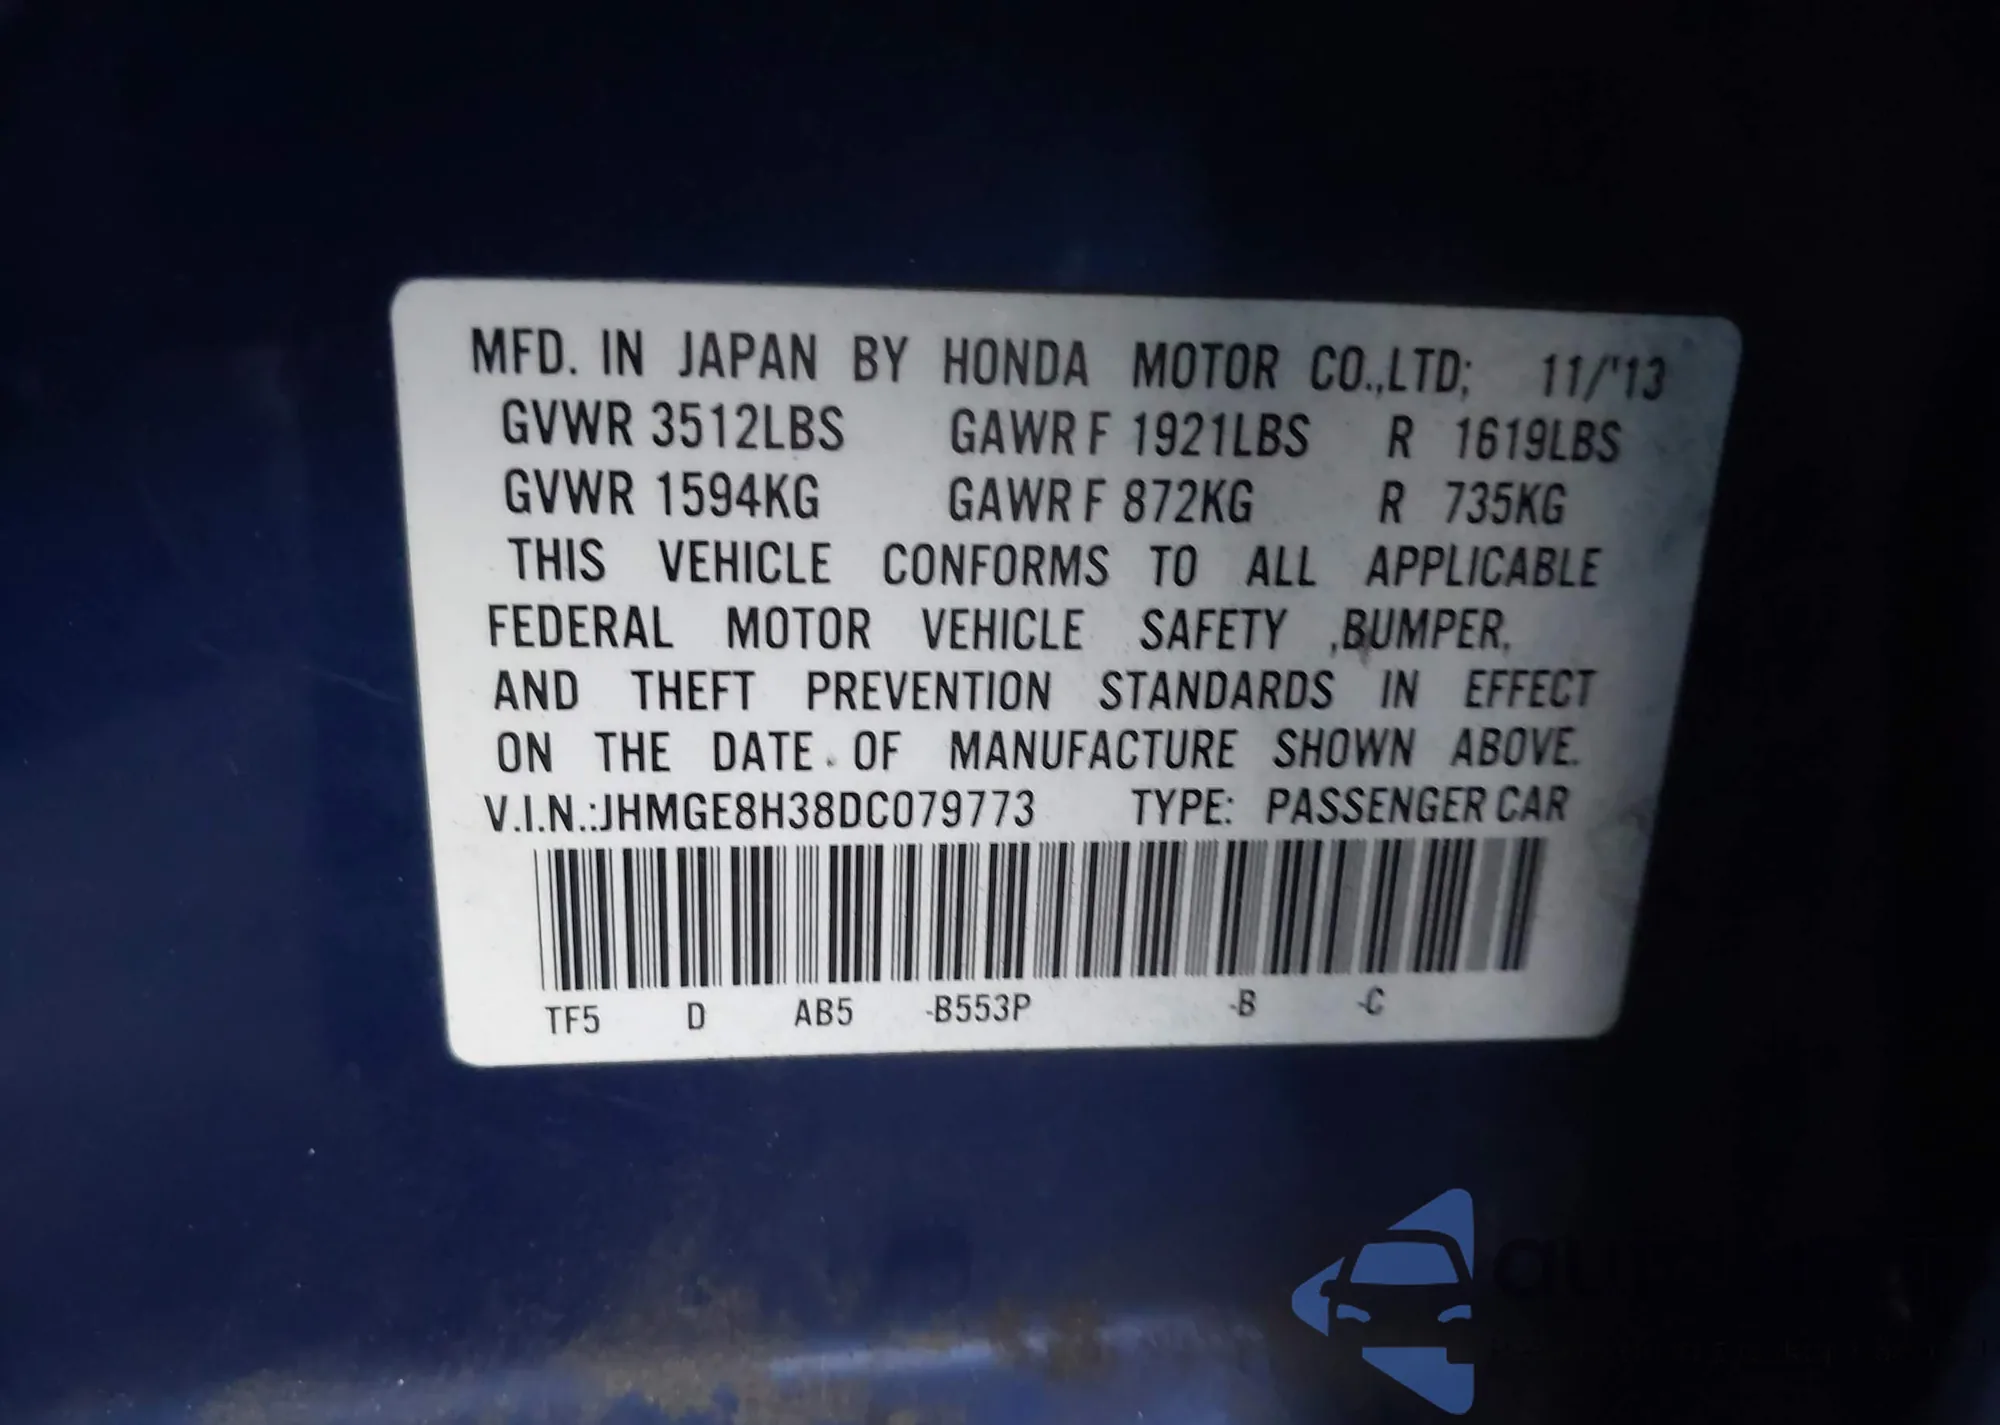 MFD. IN JAPAN BY HONDA MOTOR CO.,LTD; 11/'13
GVWR 3512LBS GAWR F 1921LBS R 1619LBS
GVWR 1594KG GAWR F 872KG R 735KG
THIS VEHICLE CONFORMS TO ALL APPLICABLE
FEDERAL MOTOR VEHICLE SAFETY ,BUMPER,
AND THEFT PREVENTION STANDARDS IN EFFECT
ON THE DATE OF MANUFACTURE SHOWN ABOVE.
V.I.N.:JHMGE8H38DC079773 TYPE: PASSENGER CAR
TF5 D AB5 -B553P -B -C